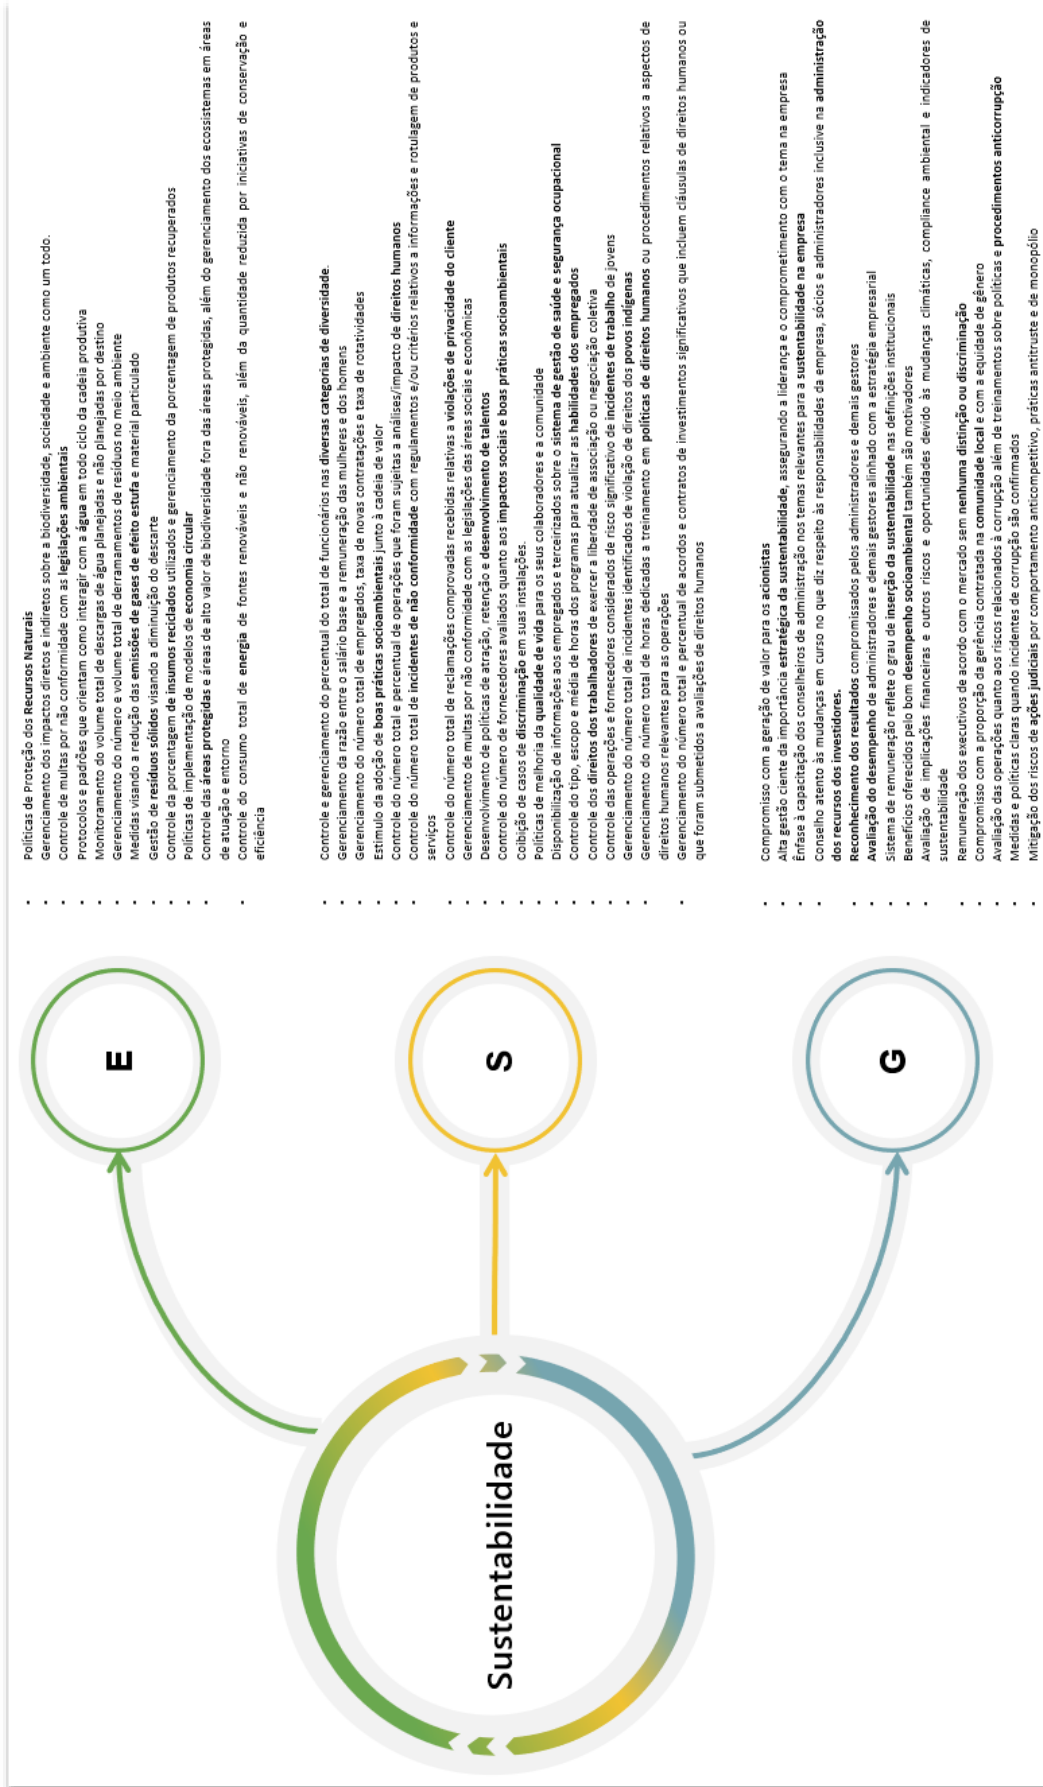 Sustentabilidade
E
• Políticas de Proteção dos Recursos Naturais
• Gerenciamento dos impactos diretos e indiretos sobre a biodiversidade, sociedade e ambiente como um todo.
• Controle de multas por não conformidade com as legislações ambientais
• Protocolos e padrões que orientam como interagir com a água em todo ciclo da cadeia produtiva
• Monitoramento do volume total de descargas de água planejadas e não planejadas por destino
• Gerenciamento do número e volume total de derramamentos de resíduos no meio ambiente
• Medidas visando a redução das emissões de gases de efeito estufa e material particulado
• Gestão de resíduos sólidos visando a diminuição do descarte
• Controle da porcentagem de insumos reciclados utilizados e gerenciamento da porcentagem de produtos recuperados
• Políticas de implementação de modelos de economia circular
• Controle das áreas protegidas e áreas de alto valor de biodiversidade fora das áreas protegidas, além do gerenciamento dos ecossistemas em áreas
de atuação e entorno
• Controle do consumo total de energia de fontes renováveis e não renováveis, além da quantidade reduzida por iniciativas de conservação e
eficiência
S
• Controle e gerenciamento do percentual do total de funcionários nas diversas categorias de diversidade.
• Gerenciamento da razão entre o salário base e a remuneração das mulheres e dos homens
• Gerenciamento do número total de empregados, taxa de novas contratações e taxa de rotatividades
• Estimulo da adoção de boas práticas socioambientais junto à cadeia de valor
• Controle do número total e percentual de operações que foram sujeitas a análises/impacto de direitos humanos
• Controle do número total de incidentes de não conformidade com regulamentos e/ou critérios relativos a informações e rotulagem de produtos e
serviços
• Controle do número total de reclamações comprovadas recebidas relativas a violações de privacidade do cliente
• Gerenciamento de multas por não conformidade com as legislações das áreas sociais e econômicas
• Desenvolvimento de políticas de atração, retenção e desenvolvimento de talentos
• Controle do número de fornecedores avaliados quanto aos impactos sociais e boas práticas socioambientais
• Coibição de casos de discriminação em suas instalações.
• Políticas de melhoria da qualidade de vida para os seus colaboradores e a comunidade
• Disponibilização de informações aos empregados e terceirizados sobre o sistema de gestão de saúde e segurança ocupacional
• Controle do tipo, escopo e média de horas dos programas para atualizar as habilidades dos empregados
• Controle dos direitos dos trabalhadores de exercer a liberdade de associação ou negociação coletiva
• Controle das operações e fornecedores considerados de risco significativo de incidentes de trabalho de jovens
• Gerenciamento do número total de incidentes identificados de violação de direitos dos povos indígenas
• Gerenciamento do número total de horas dedicadas a treinamento em políticas de direitos humanos ou procedimentos relativos a aspectos de
direitos humanos relevantes para as operações
• Gerenciamento do número total e percentual de acordos e contratos de investimentos significativos que incluem cláusulas de direitos humanos ou
que foram submetidos a avaliações de direitos humanos
G
• Compromisso com a geração de valor para os acionistas
• Alta gestão ciente da importância estratégica da sustentabilidade, assegurando a liderança e o comprometimento com o tema na empresa
• Ênfase à capacitação dos conselheiros de administração nos temas relevantes para a sustentabilidade na empresa
• Conselho atento às mudanças em curso no que diz respeito às responsabilidades da empresa, sócios e administradores inclusive na administração
dos recursos dos investidores.
• Reconhecimento dos resultados compromissados pelos administradores e demais gestores
• Avaliação do desempenho de administradores e demais gestores alinhado com a estratégia empresarial
• Sistema de remuneração reflete o grau de inserção da sustentabilidade nas definições institucionais
• Benefícios oferecidos pelo bom desempenho socioambiental também são motivadores
• Avaliação de implicações financeiras e outros riscos e oportunidades devido às mudanças climáticas, compliance ambiental e indicadores de
sustentabilidade
• Remuneração dos executivos de acordo com o mercado sem nenhuma distinção ou discriminação
• Compromisso com a proporção da gerência contratada na comunidade local e com a equidade de gênero
• Avaliação das operações quanto aos riscos relacionados à corrupção além de treinamentos sobre políticas e procedimentos anticorrupção
• Medidas e políticas claras quando incidentes de corrupção são confirmados
• Mitigação dos riscos de ações judiciais por comportamento anticompetitivo, práticas antitruste e de monopólio